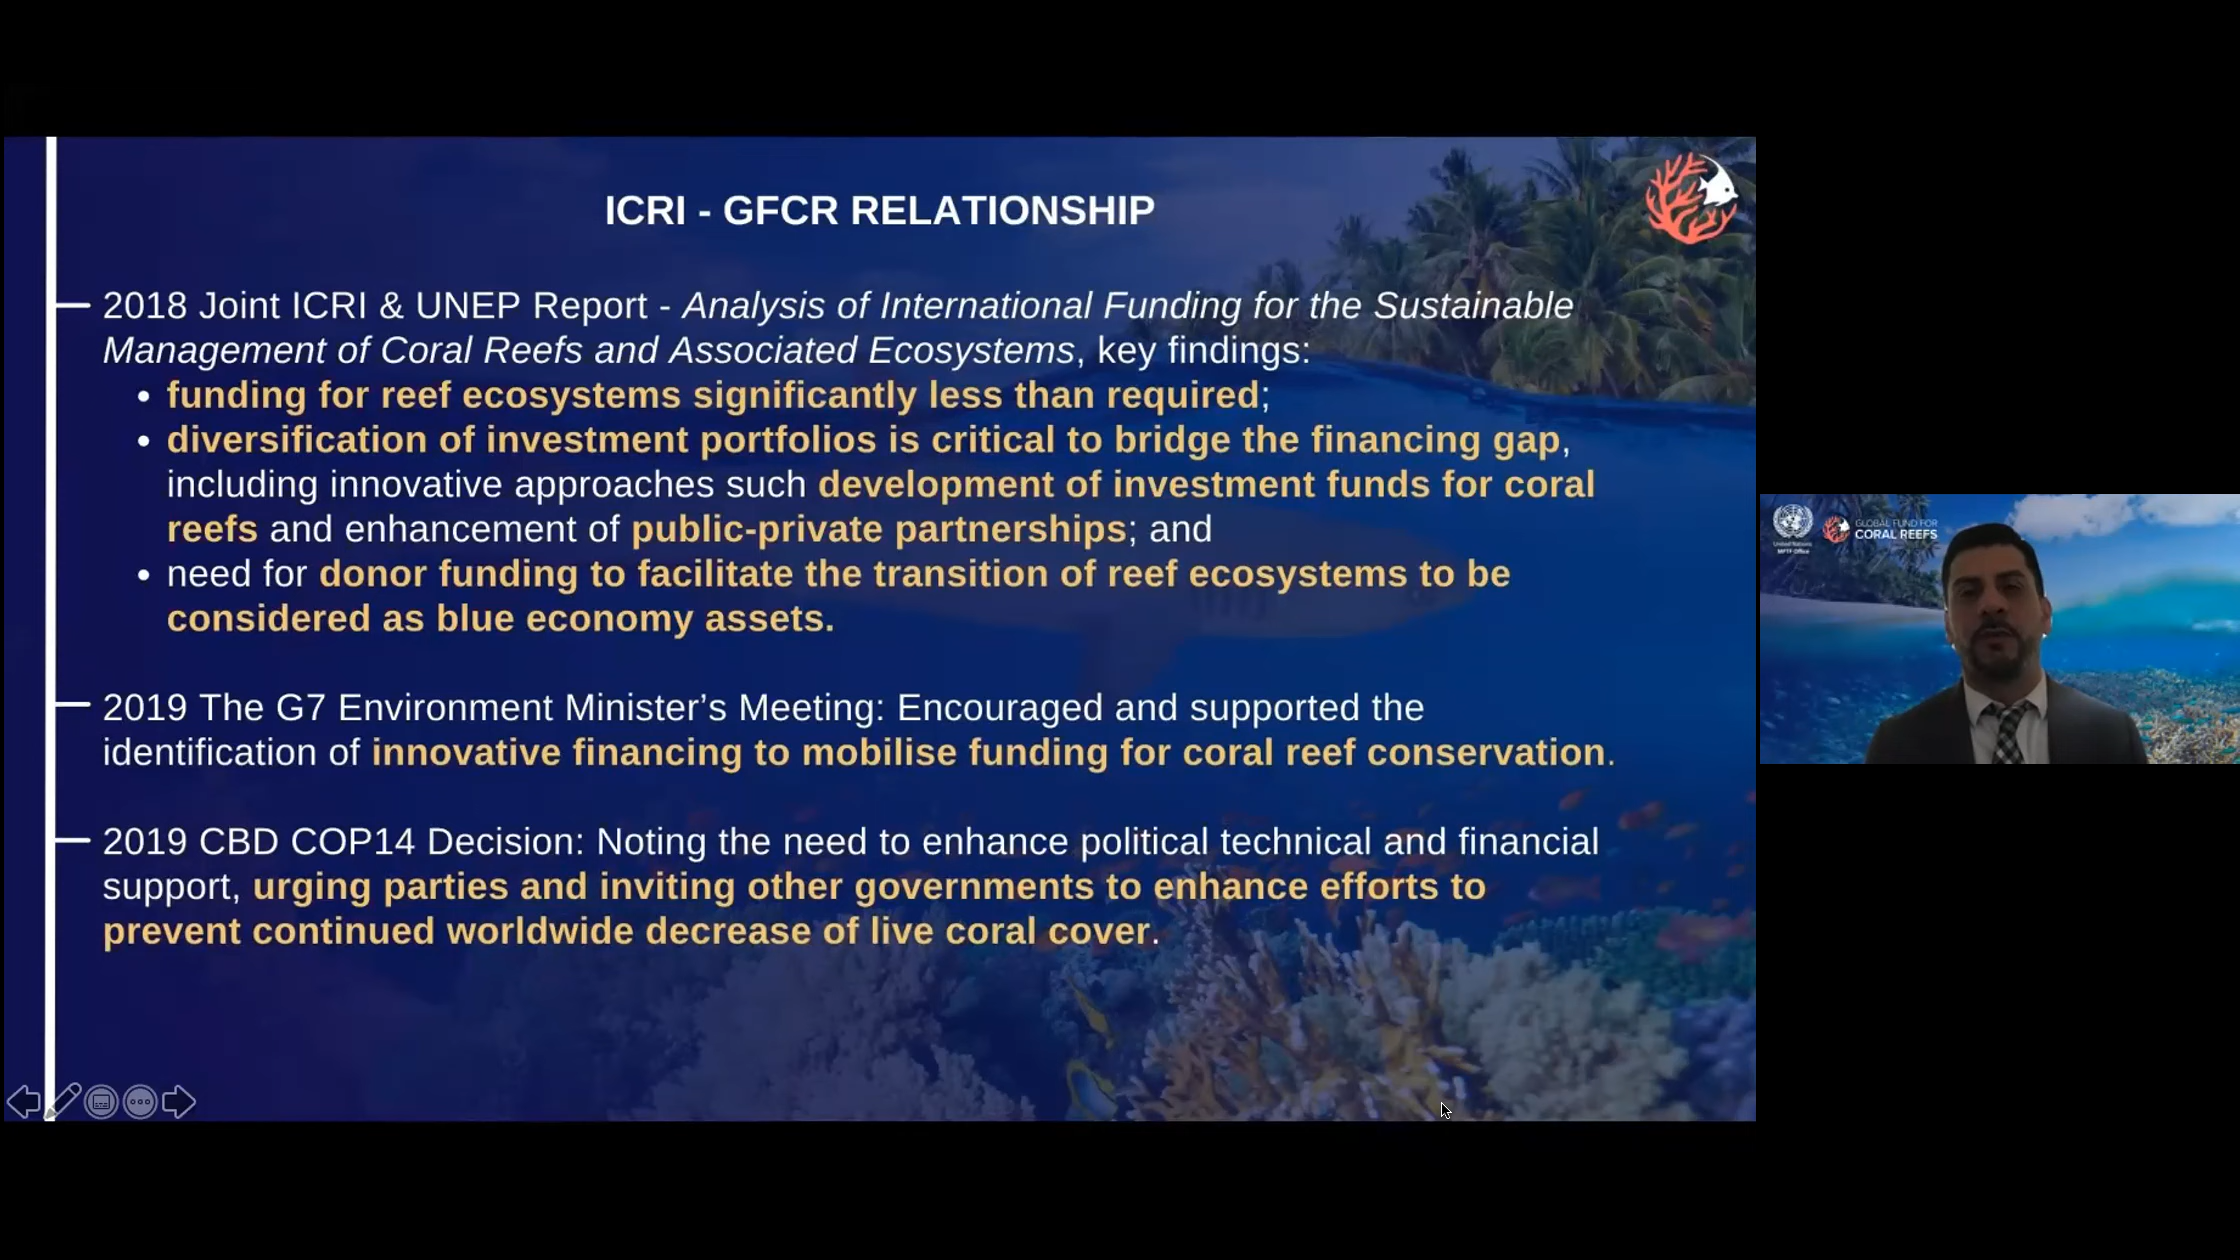 ICRI - GFCR RELATIONSHIP
2018 Joint ICRI & UNEP Report - Analysis of International Funding for the Sustainable
Management of Coral Reefs and Associated Ecosystems, key findings:
• funding for reef ecosystems significantly less than required;
• diversification of investment portfolios is critical to bridge the financing gap,
including innovative approaches such development of investment funds for coral
reefs and enhancement of public-private partnerships; and
• need for donor funding to facilitate the transition of reef ecosystems to be
considered as blue economy assets.
2019 The G7 Environment Minister’s Meeting: Encouraged and supported the
identification of innovative financing to mobilise funding for coral reef conservation.
2019 CBD COP14 Decision: Noting the need to enhance political technical and financial
support, urging parties and inviting other governments to enhance efforts to
prevent continued worldwide decrease of live coral cover.
United Nations
MPTF Office
GLOBAL FUND FOR
CORAL REEFS